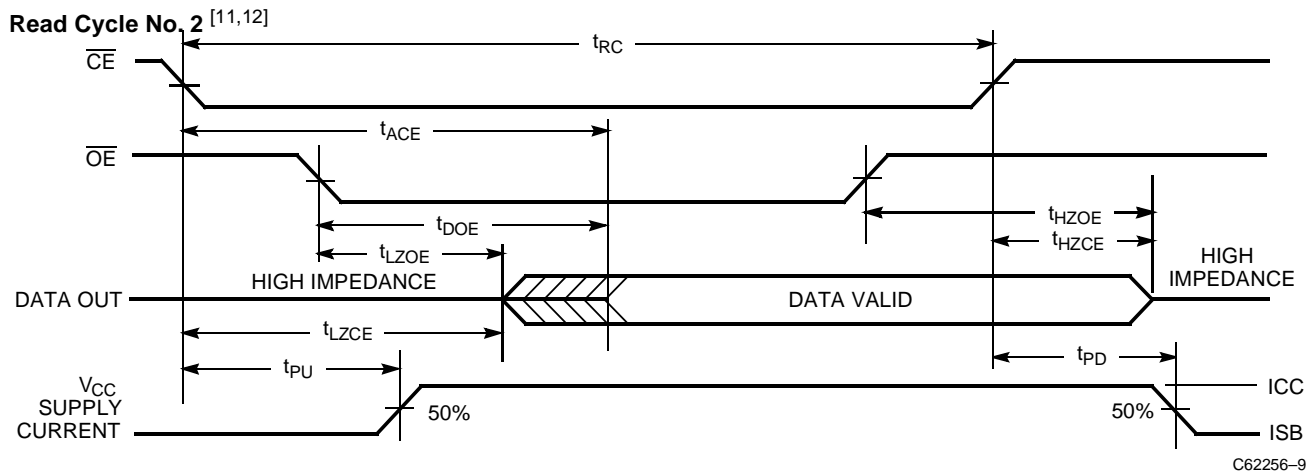 Read Cycle No. 2 [11,12]
tRC
CE
tACE
OE
tDOE
tHZOE
tLZOE
tHZCE
HIGH IMPEDANCE
HIGH
IMPEDANCE
DATA OUT
DATA VALID
tLZCE
tPU
tPD
VCC
SUPPLY
CURRENT
50%
50%
ICC
ISB
C62256–9